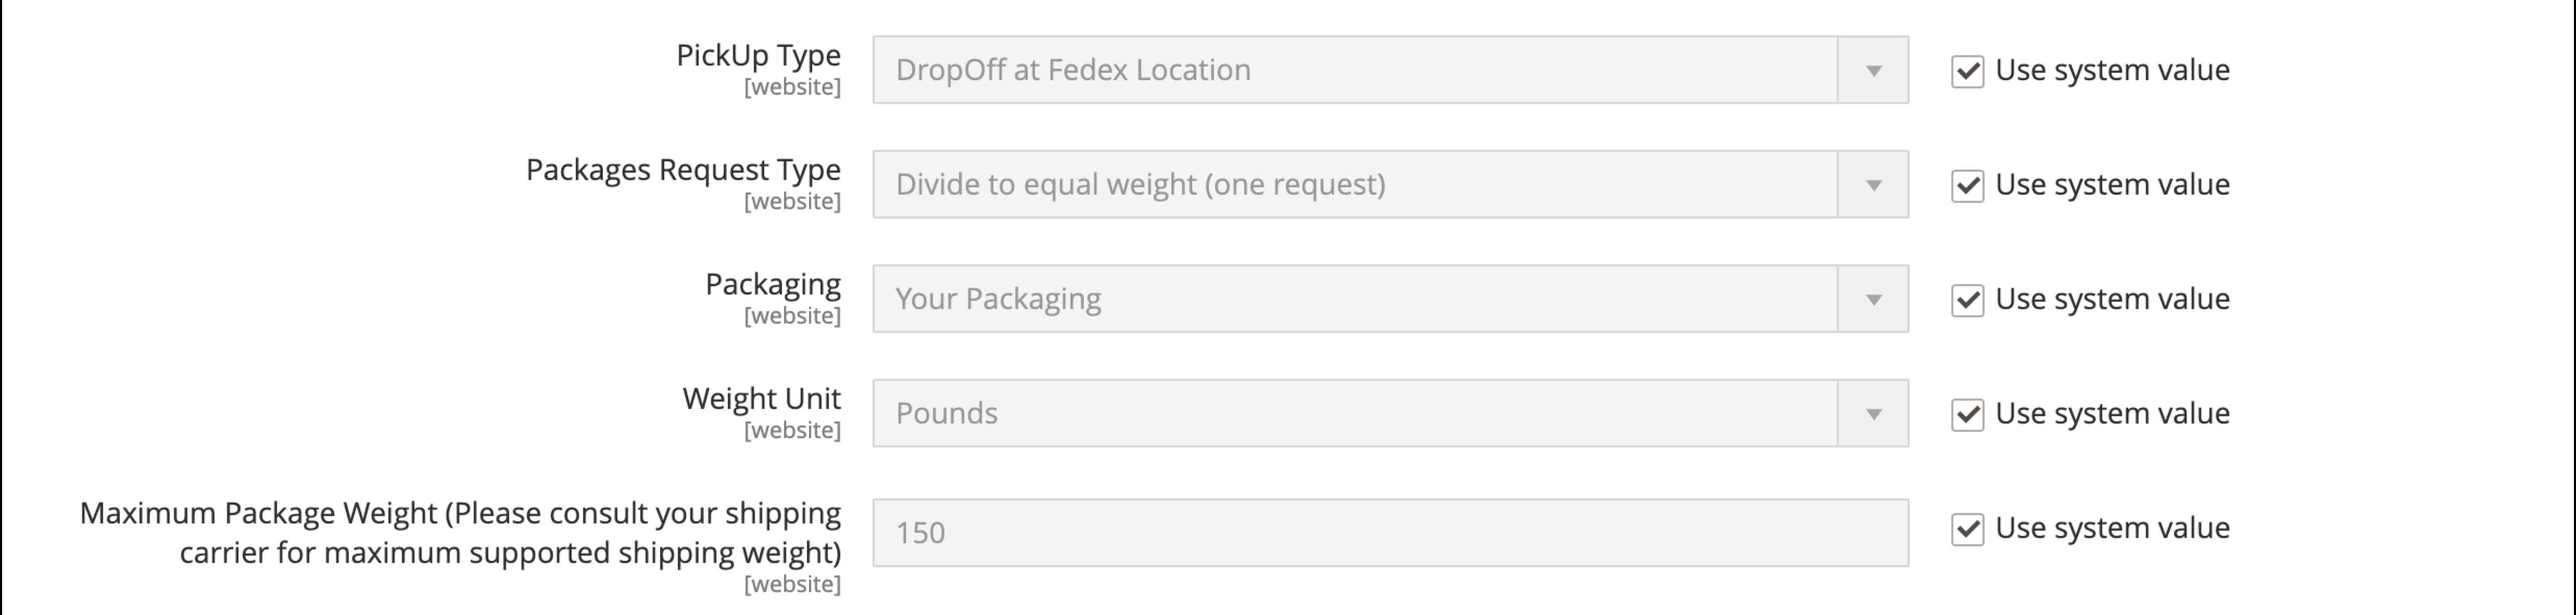 PickUp Type
[website]
DropOff at Fedex Location
Use system value
Packages Request Type
[website]
Divide to equal weight (one request)
Use system value
Packaging
[website]
Your Packaging
Use system value
Weight Unit
[website]
Pounds
Use system value
Maximum Package Weight (Please consult your shipping
carrier for maximum supported shipping weight)
[website]
150
Use system value